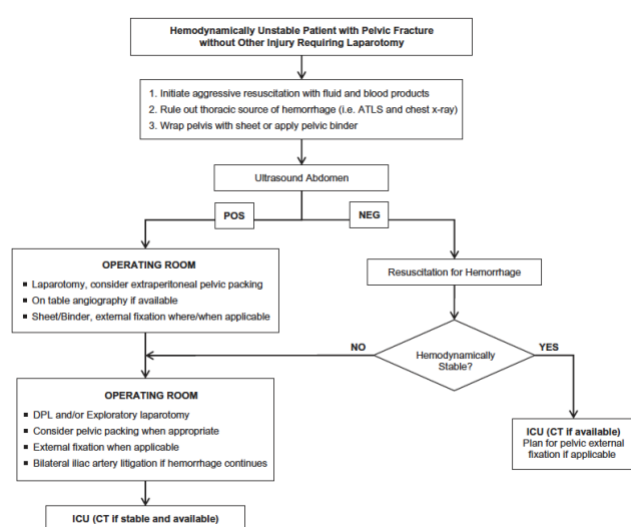 Hemodynamically Unstable Patient with Pelvic Fracture
without Other Injury Requiring Laparotomy
1. Initiate aggressive resuscitation with fluid and blood products
2. Rule out thoracic source of hemorrhage (i.e. ATLS and chest x-ray)
3. Wrap pelvis with sheet or apply pelvic binder
Ultrasound Abdomen
POS
NEG
OPERATING ROOM
▪ Laparotomy, consider extraperitoneal pelvic packing
▪ On table angiography if available
▪ Sheet/Binder, external fixation where/when applicable
Resuscitation for Hemorrhage
NO
Hemodynamically
Stable?
YES
OPERATING ROOM
▪ DPL and/or Exploratory laparotomy
▪ Consider pelvic packing when appropriate
▪ External fixation when applicable
▪ Bilateral iliac artery litigation if hemorrhage continues
ICU (CT if available)
Plan for pelvic external
fixation if applicable
ICU (CT if stable and available)